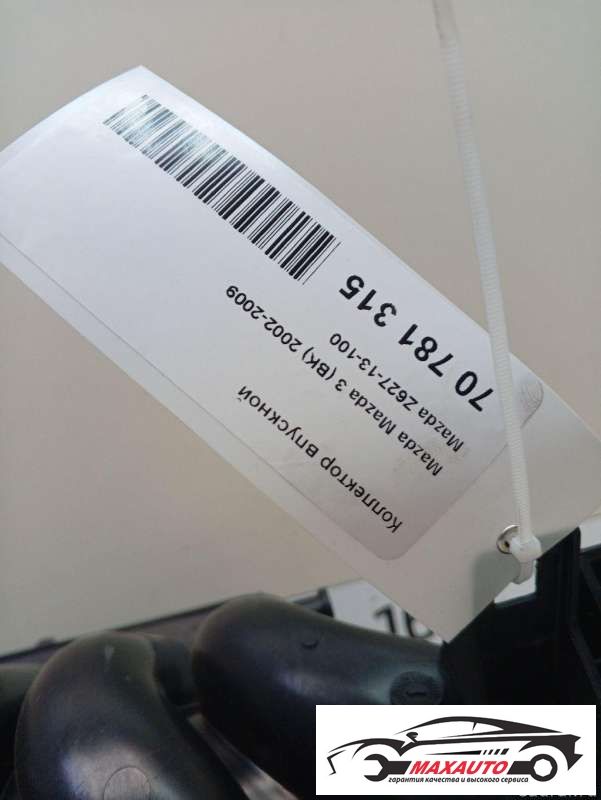 70 781 315
Mazda Z627-13-100
Mazda Mazda 3 (BK) 2002-2009
Коллектор впускной
16
MAXAUTO
гарантия качества и высокого сервиса